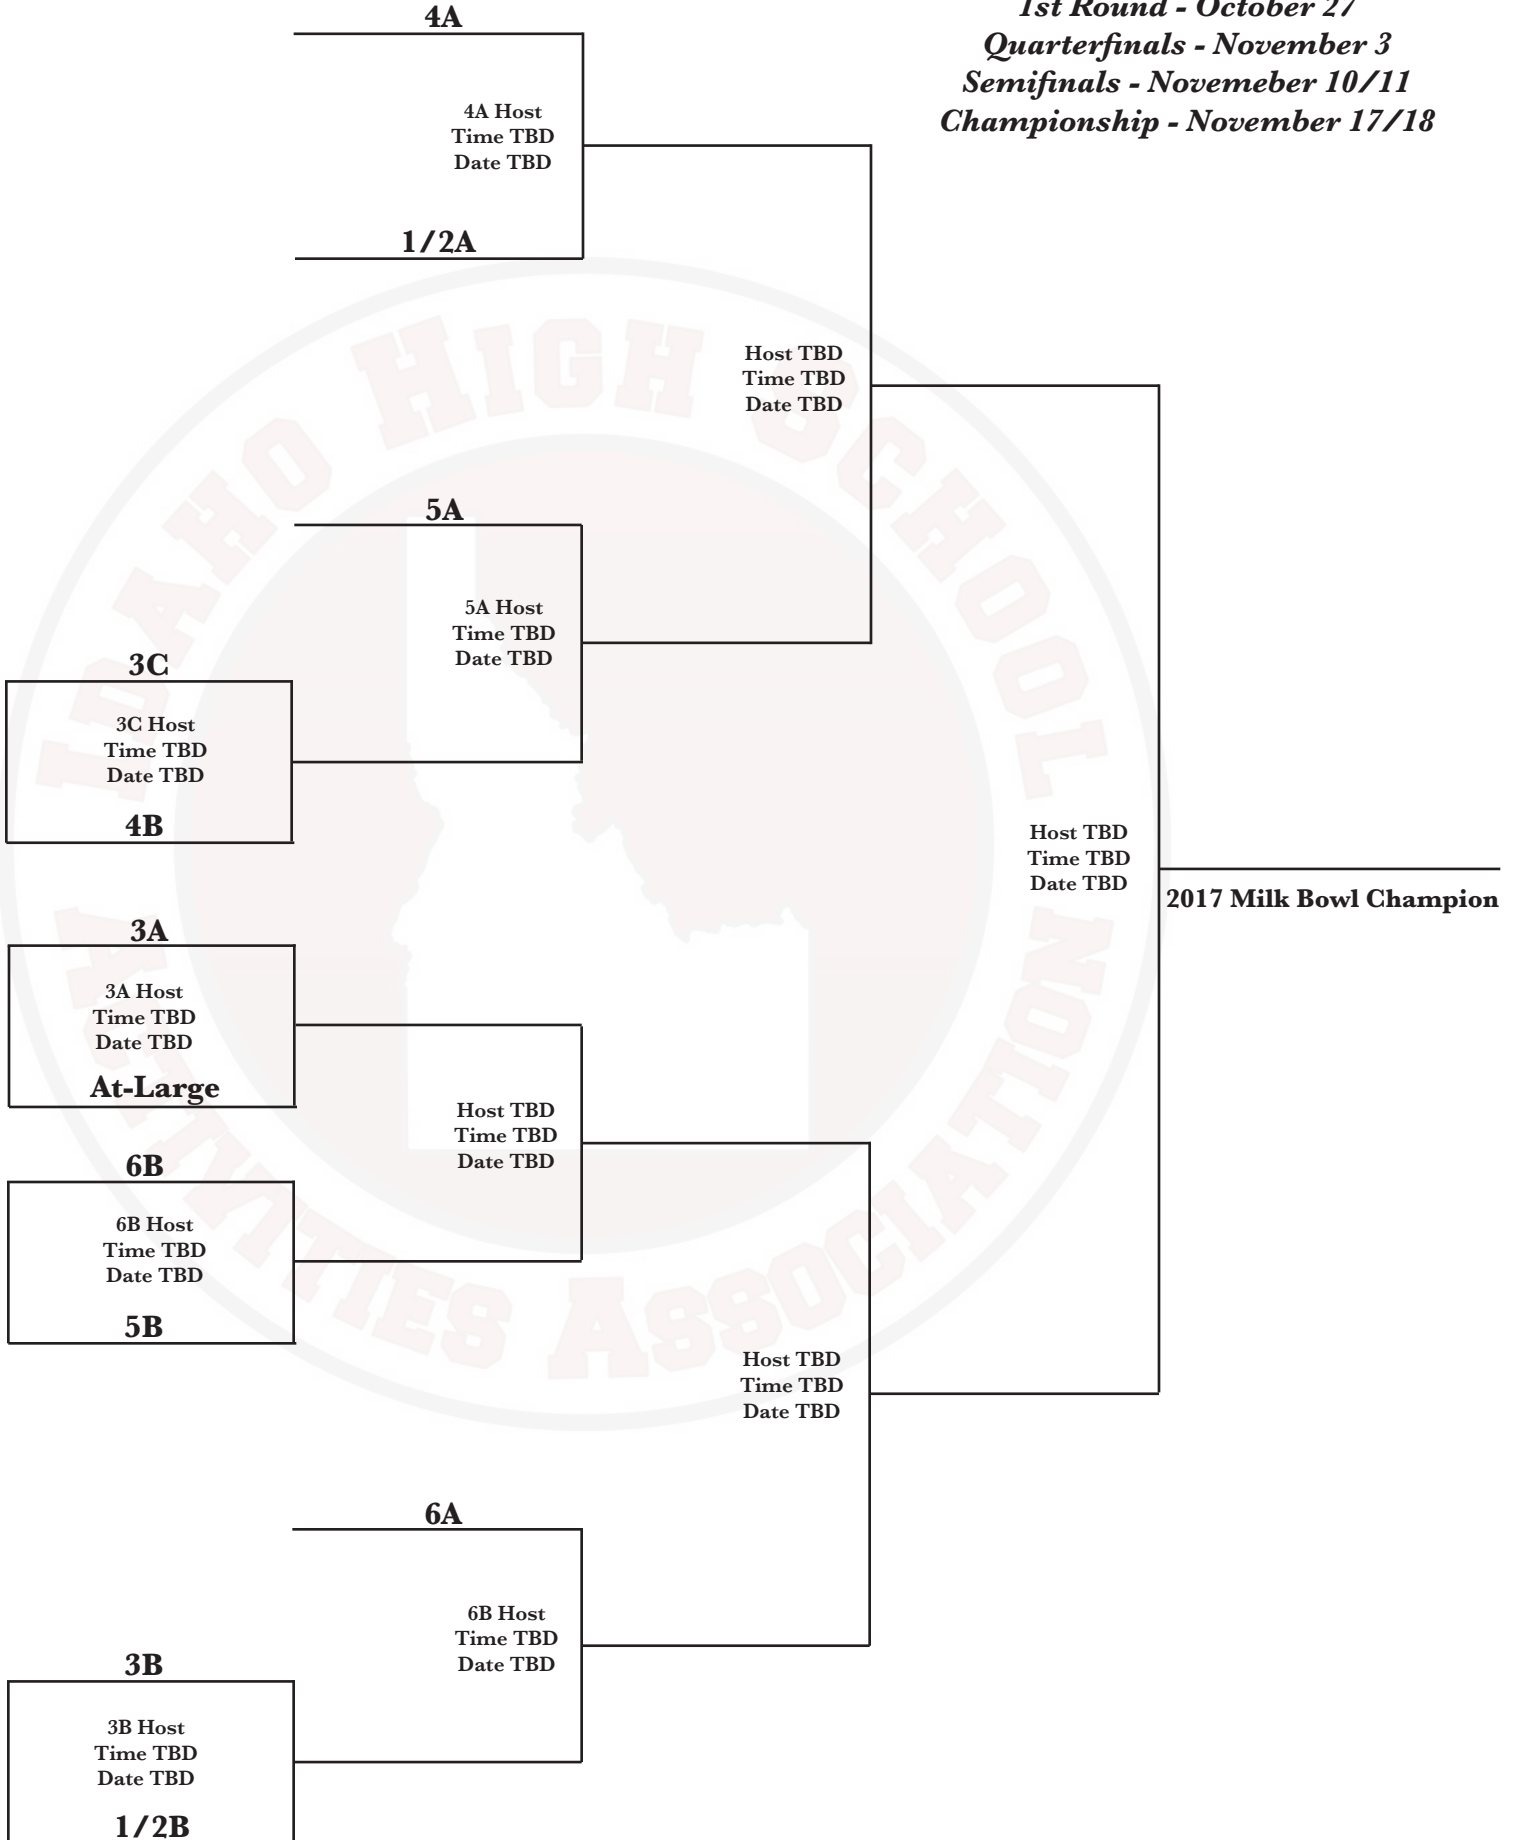 1st Round - October 27
Quarterfinals - November 3
Semifinals - Novemeber 10/11
Championship - November 17/18
4A
4A Host
Time TBD
Date TBD
1/2A
Host TBD
Time TBD
Date TBD
5A
5A Host
Time TBD
Date TBD
3C
3C Host
Time TBD
Date TBD
4B
Host TBD
Time TBD
Date TBD
2017 Milk Bowl Champion
3A
3A Host
Time TBD
Date TBD
At-Large
Host TBD
Time TBD
Date TBD
6B
6B Host
Time TBD
Date TBD
5B
Host TBD
Time TBD
Date TBD
6A
6B Host
Time TBD
Date TBD
3B
3B Host
Time TBD
Date TBD
1/2B
IDAHO HIGH SCHOOL
ACTIVITIES ASSOCIATION